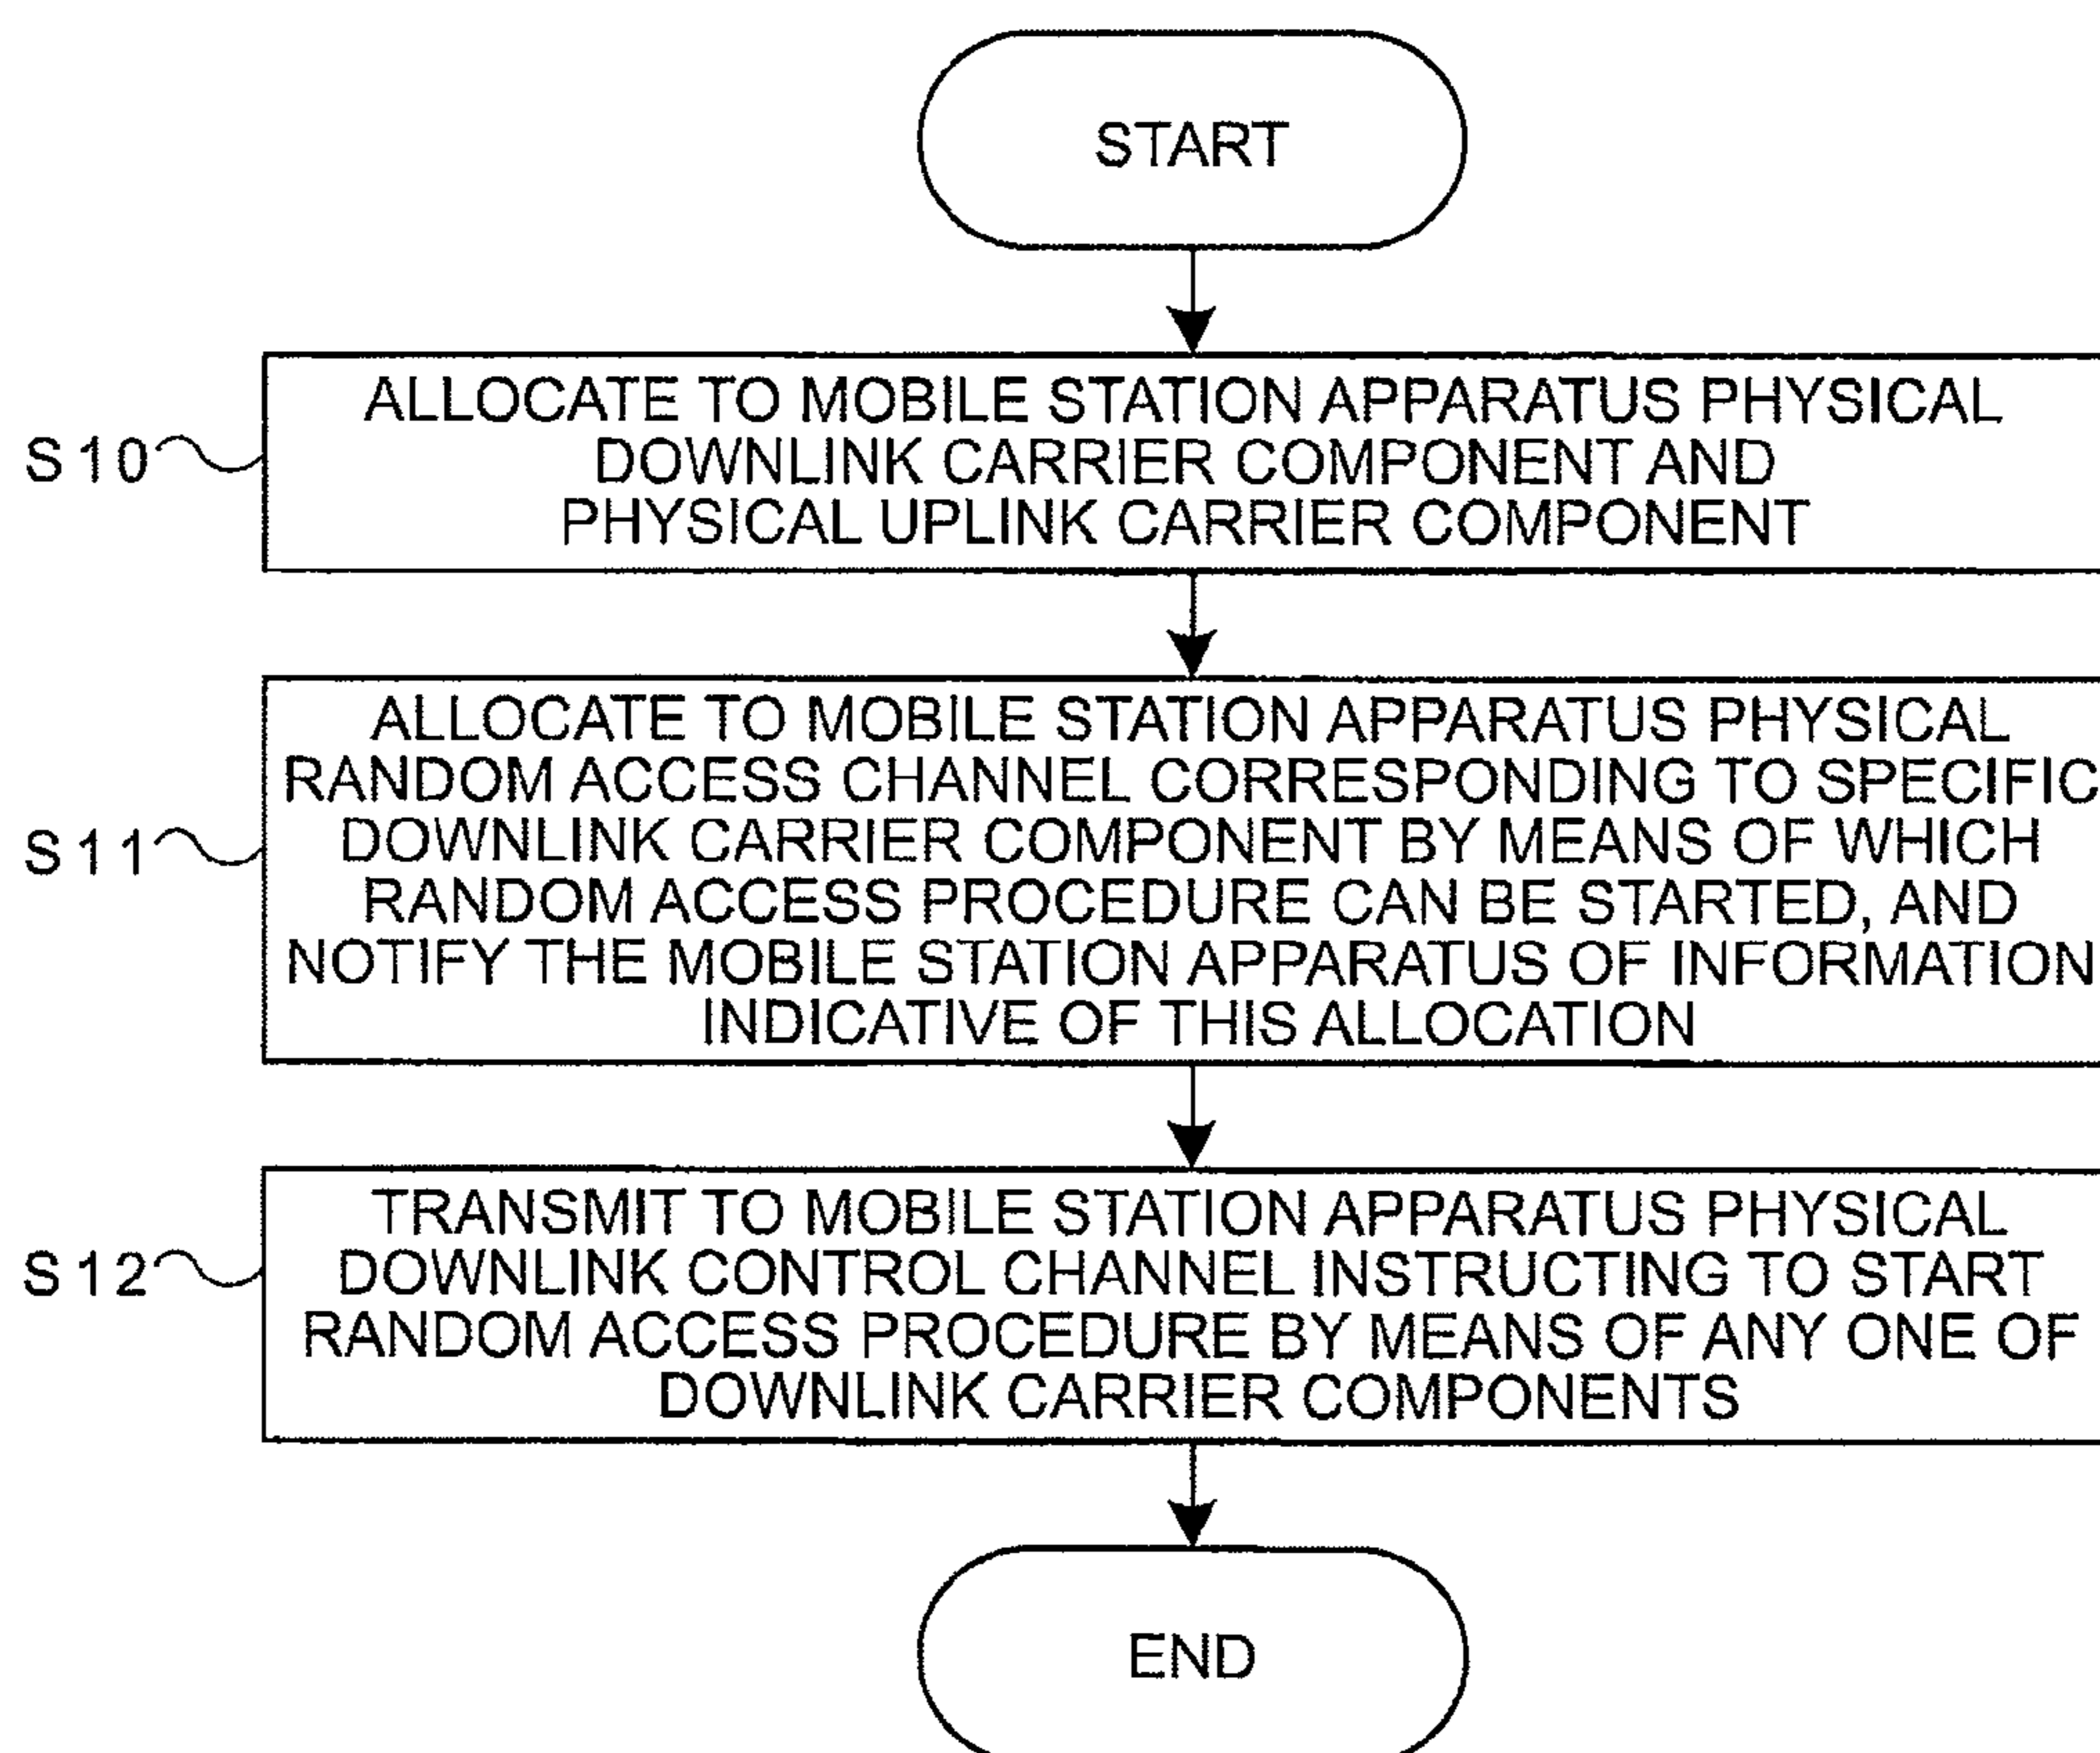 START
ALLOCATE TO MOBILE STATION APPARATUS PHYSICAL
DOWNLINK CARRIER COMPONENT AND
PHYSICAL UPLINK CARRIER COMPONENT
S10
ALLOCATE TO MOBILE STATION APPARATUS PHYSICAL
RANDOM ACCESS CHANNEL CORRESPONDING TO SPECIFIC
DOWNLINK CARRIER COMPONENT BY MEANS OF WHICH
RANDOM ACCESS PROCEDURE CAN BE STARTED, AND
NOTIFY THE MOBILE STATION APPARATUS OF INFORMATION
INDICATIVE OF THIS ALLOCATION
S11
TRANSMIT TO MOBILE STATION APPARATUS PHYSICAL
DOWNLINK CONTROL CHANNEL INSTRUCTING TO START
RANDOM ACCESS PROCEDURE BY MEANS OF ANY ONE OF
DOWNLINK CARRIER COMPONENTS
S12
END